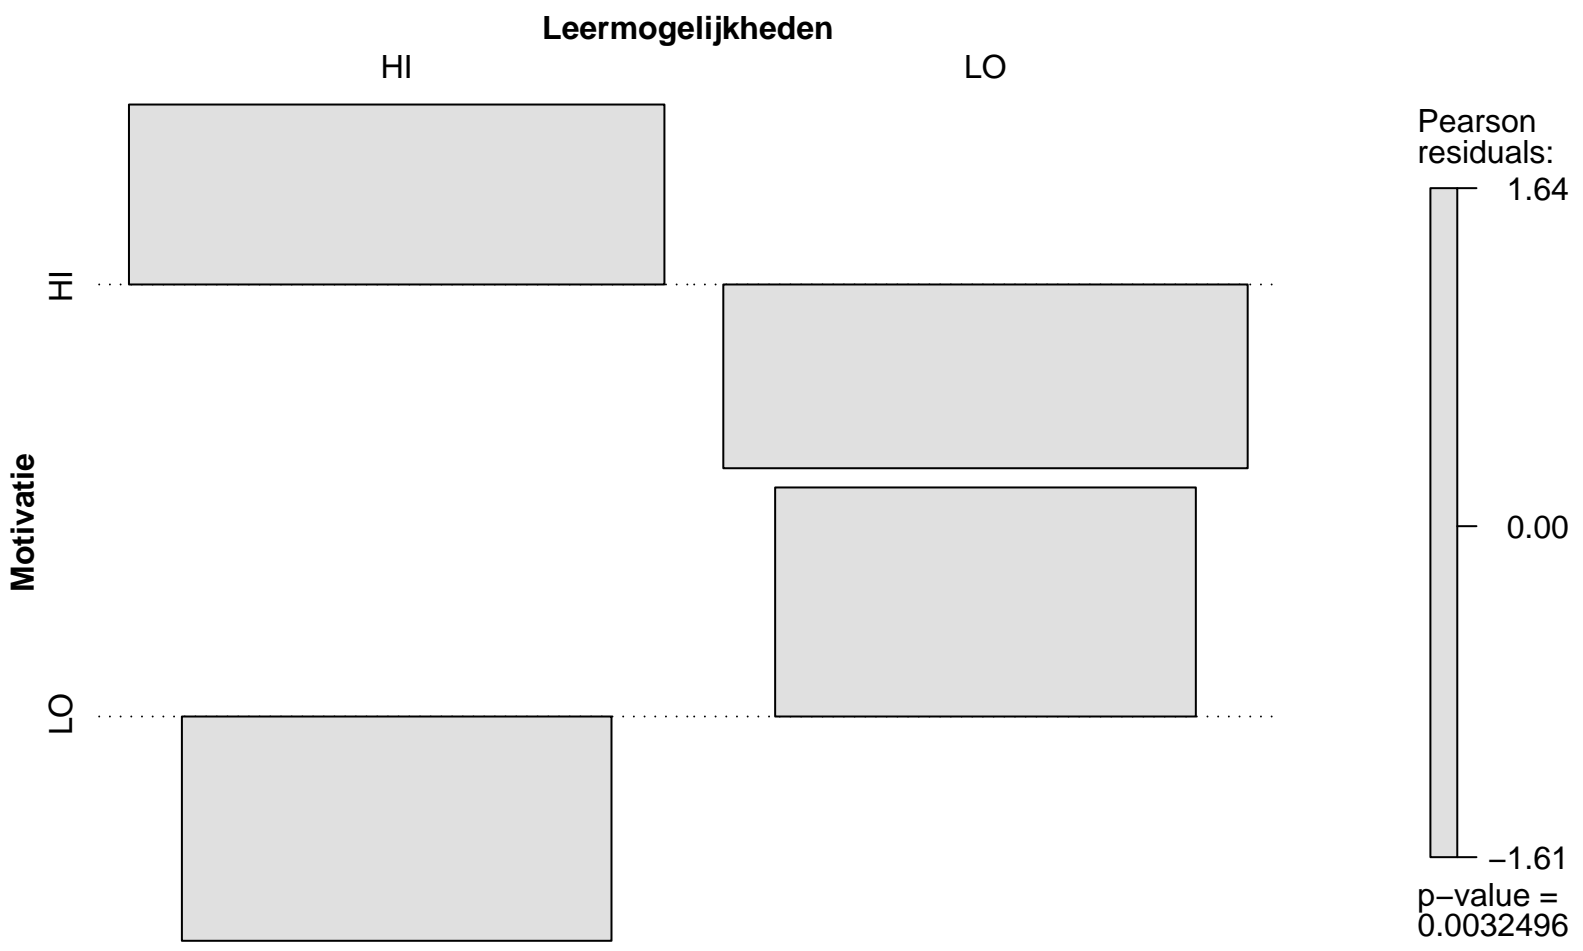 Leermogelijkheden
HI
LO
Motivatie
HI
LO
Pearson
residuals:
1.64
0.00
−1.61
p−value =
0.0032496